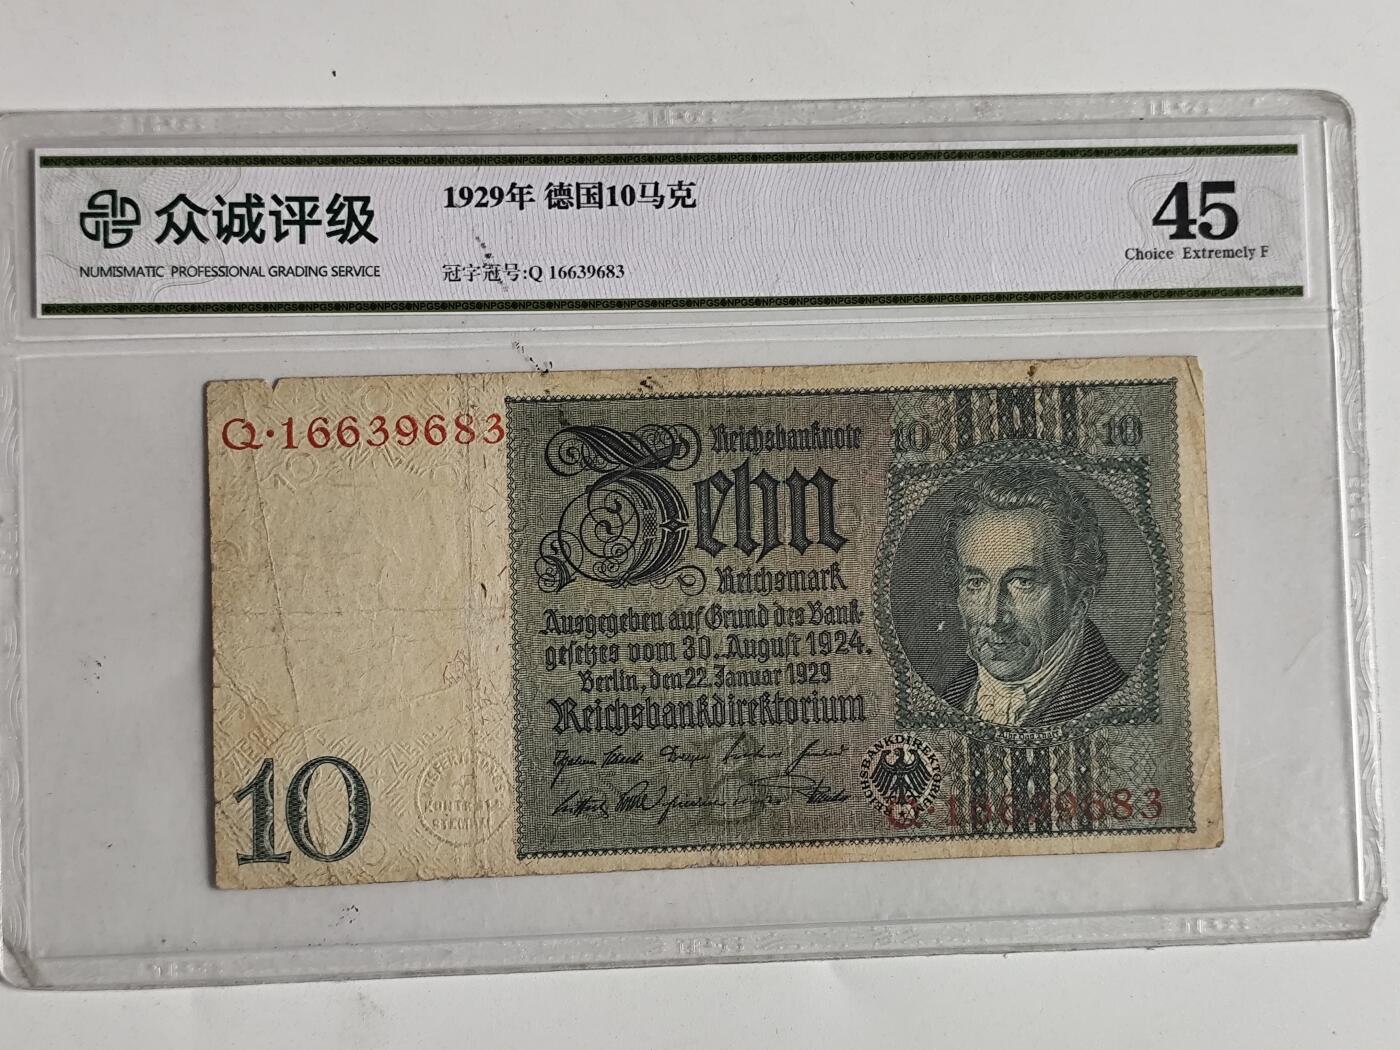 众诚评级
NUMISMATIC PROFESSIONAL GRADING SERVICE
1929年 德国10马克
冠字冠号:Q 16639683
45
Choice Extremely F
Q·16639683
Reichsbanknote
10
10
Zehn
Reichsmark
Ausgegeben auf Grund des Bank-
gesetzes vom 30. August 1924.
Berlin, den 22. Januar 1929
Reichsbankdirektorium
REICHSBANKDIREKTORIUM
Q·16639683
10